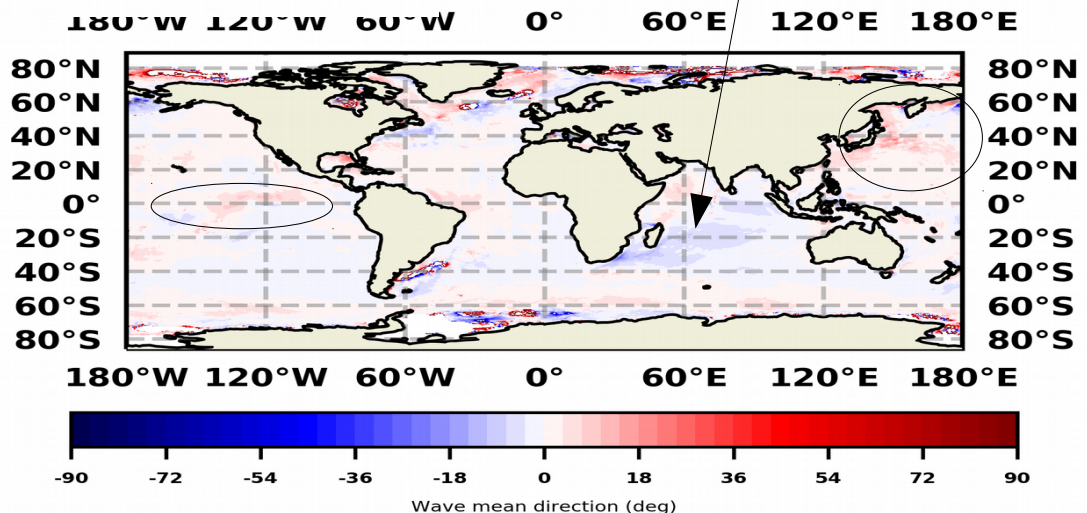 180°W 120°W 60°W 0° 60°E 120°E 180°E
80°N 80°N
60°N 60°N
40°N 40°N
20°N 20°N
0° 0°
20°S 20°S
40°S 40°S
60°S 60°S
80°S 80°S
180°W 120°W 60°W 0° 60°E 120°E 180°E
-90 -72 -54 -36 -18 0 18 36 54 72 90
Wave mean direction (deg)